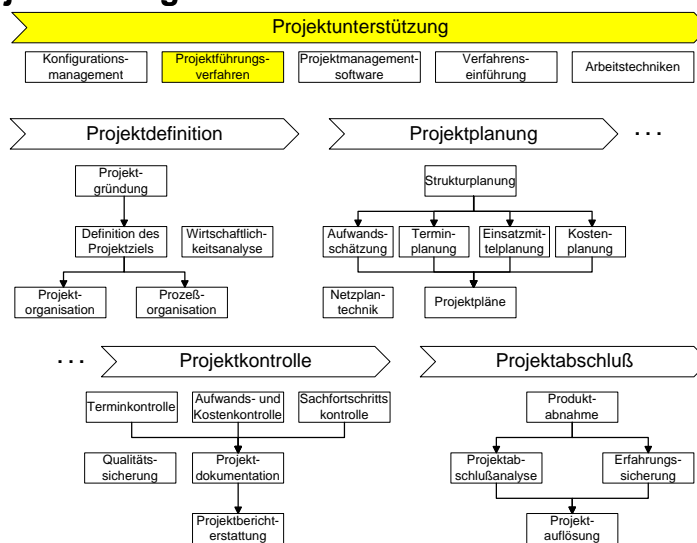 Projektunterstützung
Konfigurations-
management
Projektführungs-
verfahren
Projektmanagement-
software
Verfahrens-
einführung
Arbeitstechniken
Projektdefinition
Projektplanung
. . .
Projekt-
gründung
Definition des
Projektziels
Wirtschaftlich-
keitsanalyse
Projekt-
organisation
Prozeß-
organisation
Strukturplanung
Aufwands-
schätzung
Termin-
planung
Einsatzmi-
ttelplanung
Kosten-
planung
Netzplan-
technik
Projektpläne
. . .
Projektkontrolle
Projektabschluß
Terminkontrolle
Aufwands- und
Kostenkontrolle
Sachfortschritts
kontrolle
Qualitäts-
sicherung
Projekt-
dokumentation
Projektbericht-
erstattung
Produkt-
abnahme
Projektab-
schlußanalyse
Erfahrungs-
sicherung
Projekt-
auflösung